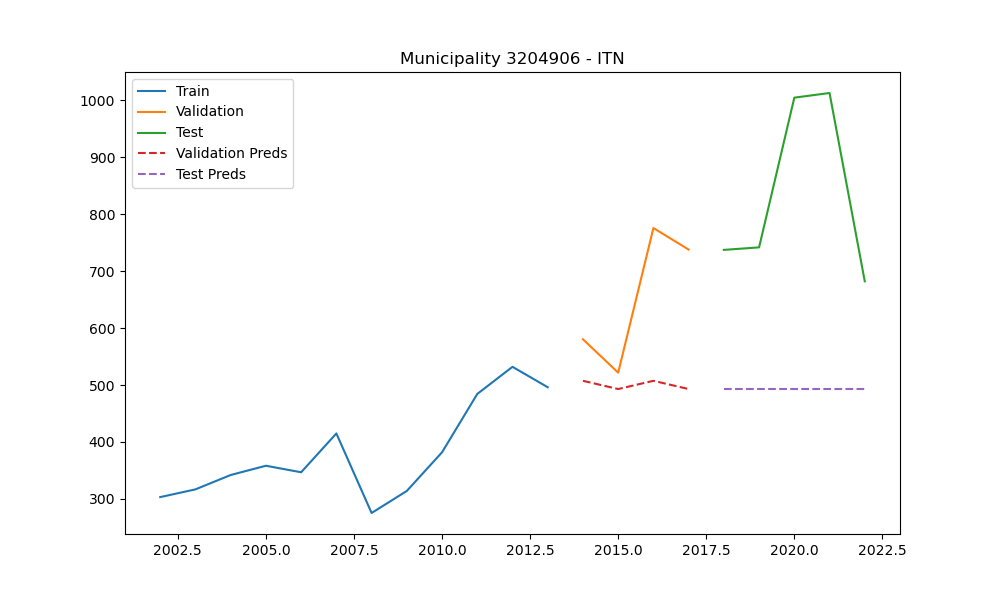 Municipality 3204906 - ITN
Train
Validation
Test
Validation Preds
Test Preds
1000
900
800
700
600
500
400
300
2002.5 2005.0 2007.5 2010.0 2012.5 2015.0 2017.5 2020.0 2022.5